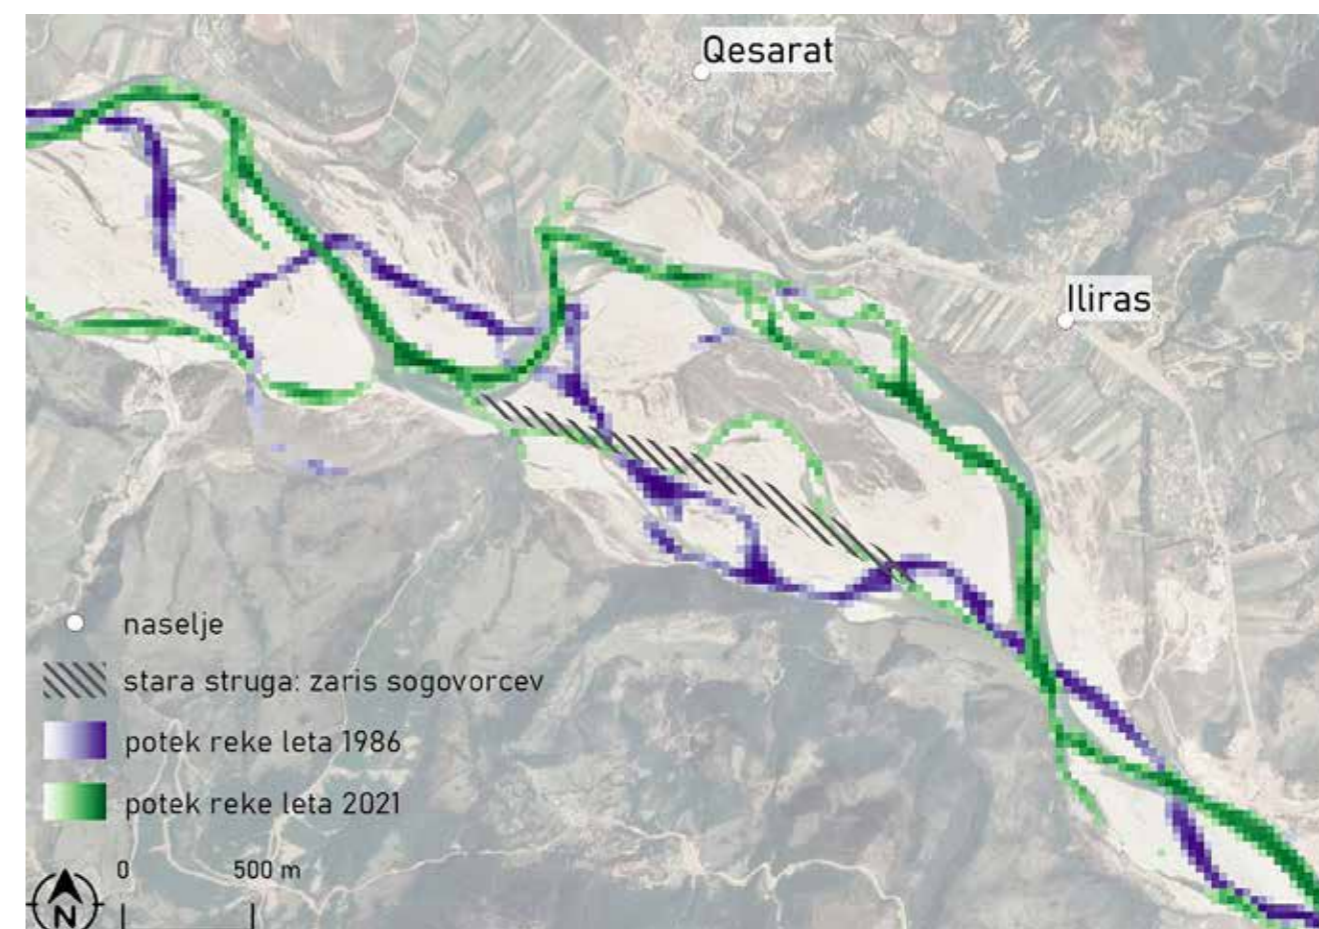 Qesarat
Iliras
naselje
stara struga: zaris sogovorcev
potek reke leta 1986
potek reke leta 2021
0 500 m
N